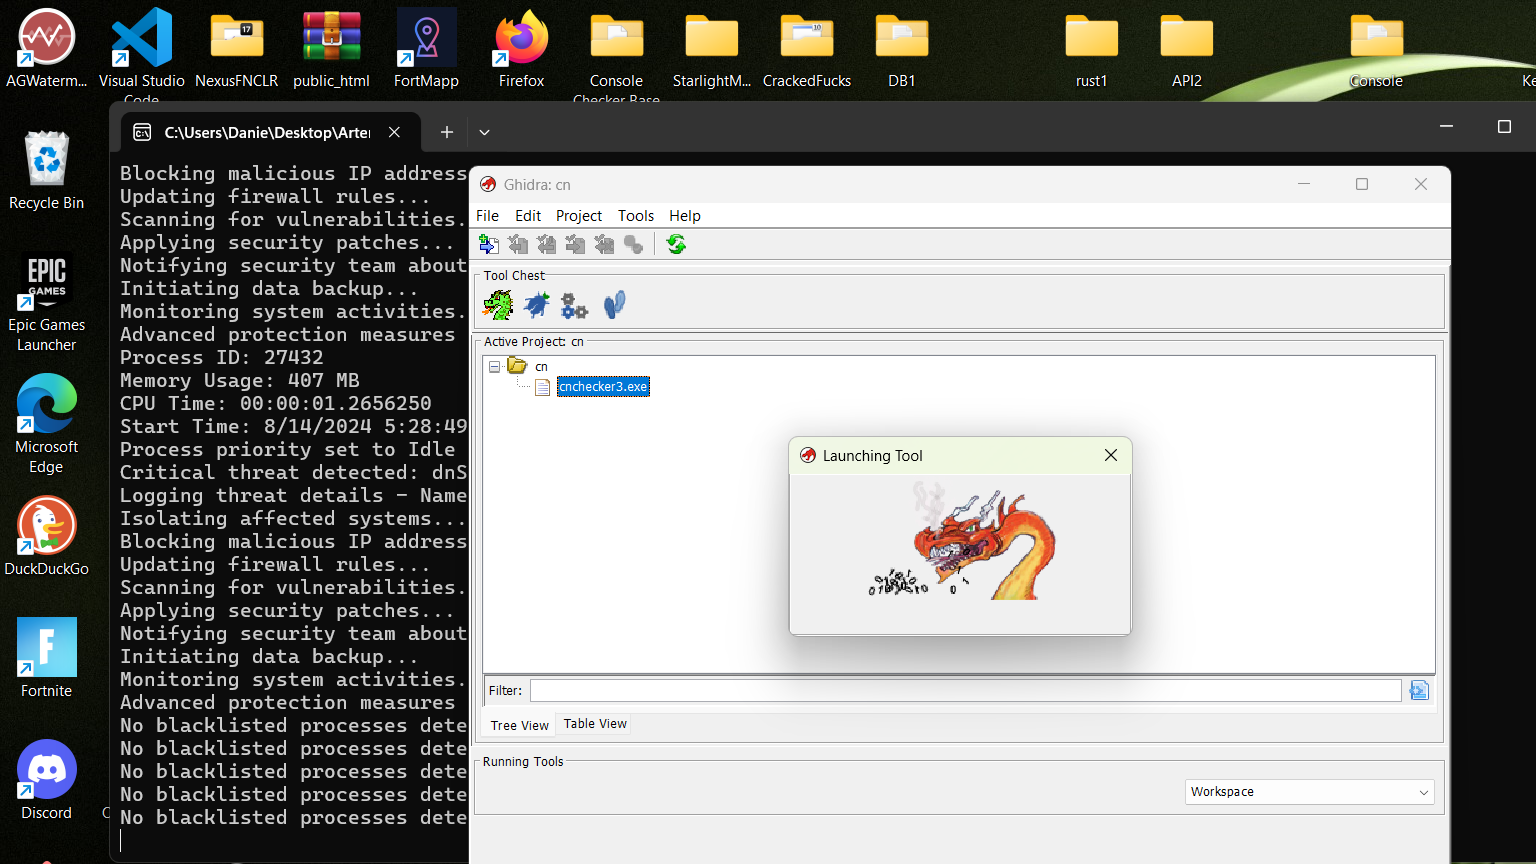 AGWaterm...
Visual Studio
Code
NexusFNCLR
public_html
FortMapp
Firefox
Console
Checker Base
StarlightM...
CrackedFucks
DB1
rust1
API2
Console
Ke
Recycle Bin
EPIC
GAMES
Epic Games
Launcher
Microsoft
Edge
DuckDuckGo
Fortnite
Discord
C:\Users\Danie\Desktop\Arte
Blocking malicious IP address
Updating firewall rules...
Scanning for vulnerabilities.
Applying security patches...
Notifying security team about
Initiating data backup...
Monitoring system activities.
Advanced protection measures
Process ID: 27432
Memory Usage: 407 MB
CPU Time: 00:00:01.2656250
Start Time: 8/14/2024 5:28:49
Process priority set to Idle
Critical threat detected: dnS
Logging threat details - Name
Isolating affected systems...
Blocking malicious IP address
Updating firewall rules...
Scanning for vulnerabilities.
Applying security patches...
Notifying security team about
Initiating data backup...
Monitoring system activities.
Advanced protection measures
No blacklisted processes dete
No blacklisted processes dete
No blacklisted processes dete
No blacklisted processes dete
No blacklisted processes dete
Ghidra: cn
File Edit Project Tools Help
Tool Chest
Active Project: cn
cn
cnchecker3.exe
Launching Tool
Filter:
Tree View
Table View
Running Tools
Workspace